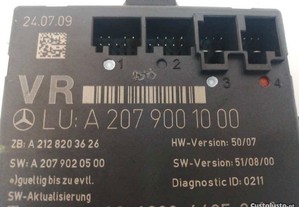 24.07.09
1
2
3
4
VR
LU: A 207 900 10 00
ZB: A 212 820 36 26
HW-Version: 50/07
SW: A 207 902 05 00
SW-Version: 51/08/00
»)gueltig bis zu evtl.
Diagnostic ID: 0211
SW-Aktualisierung